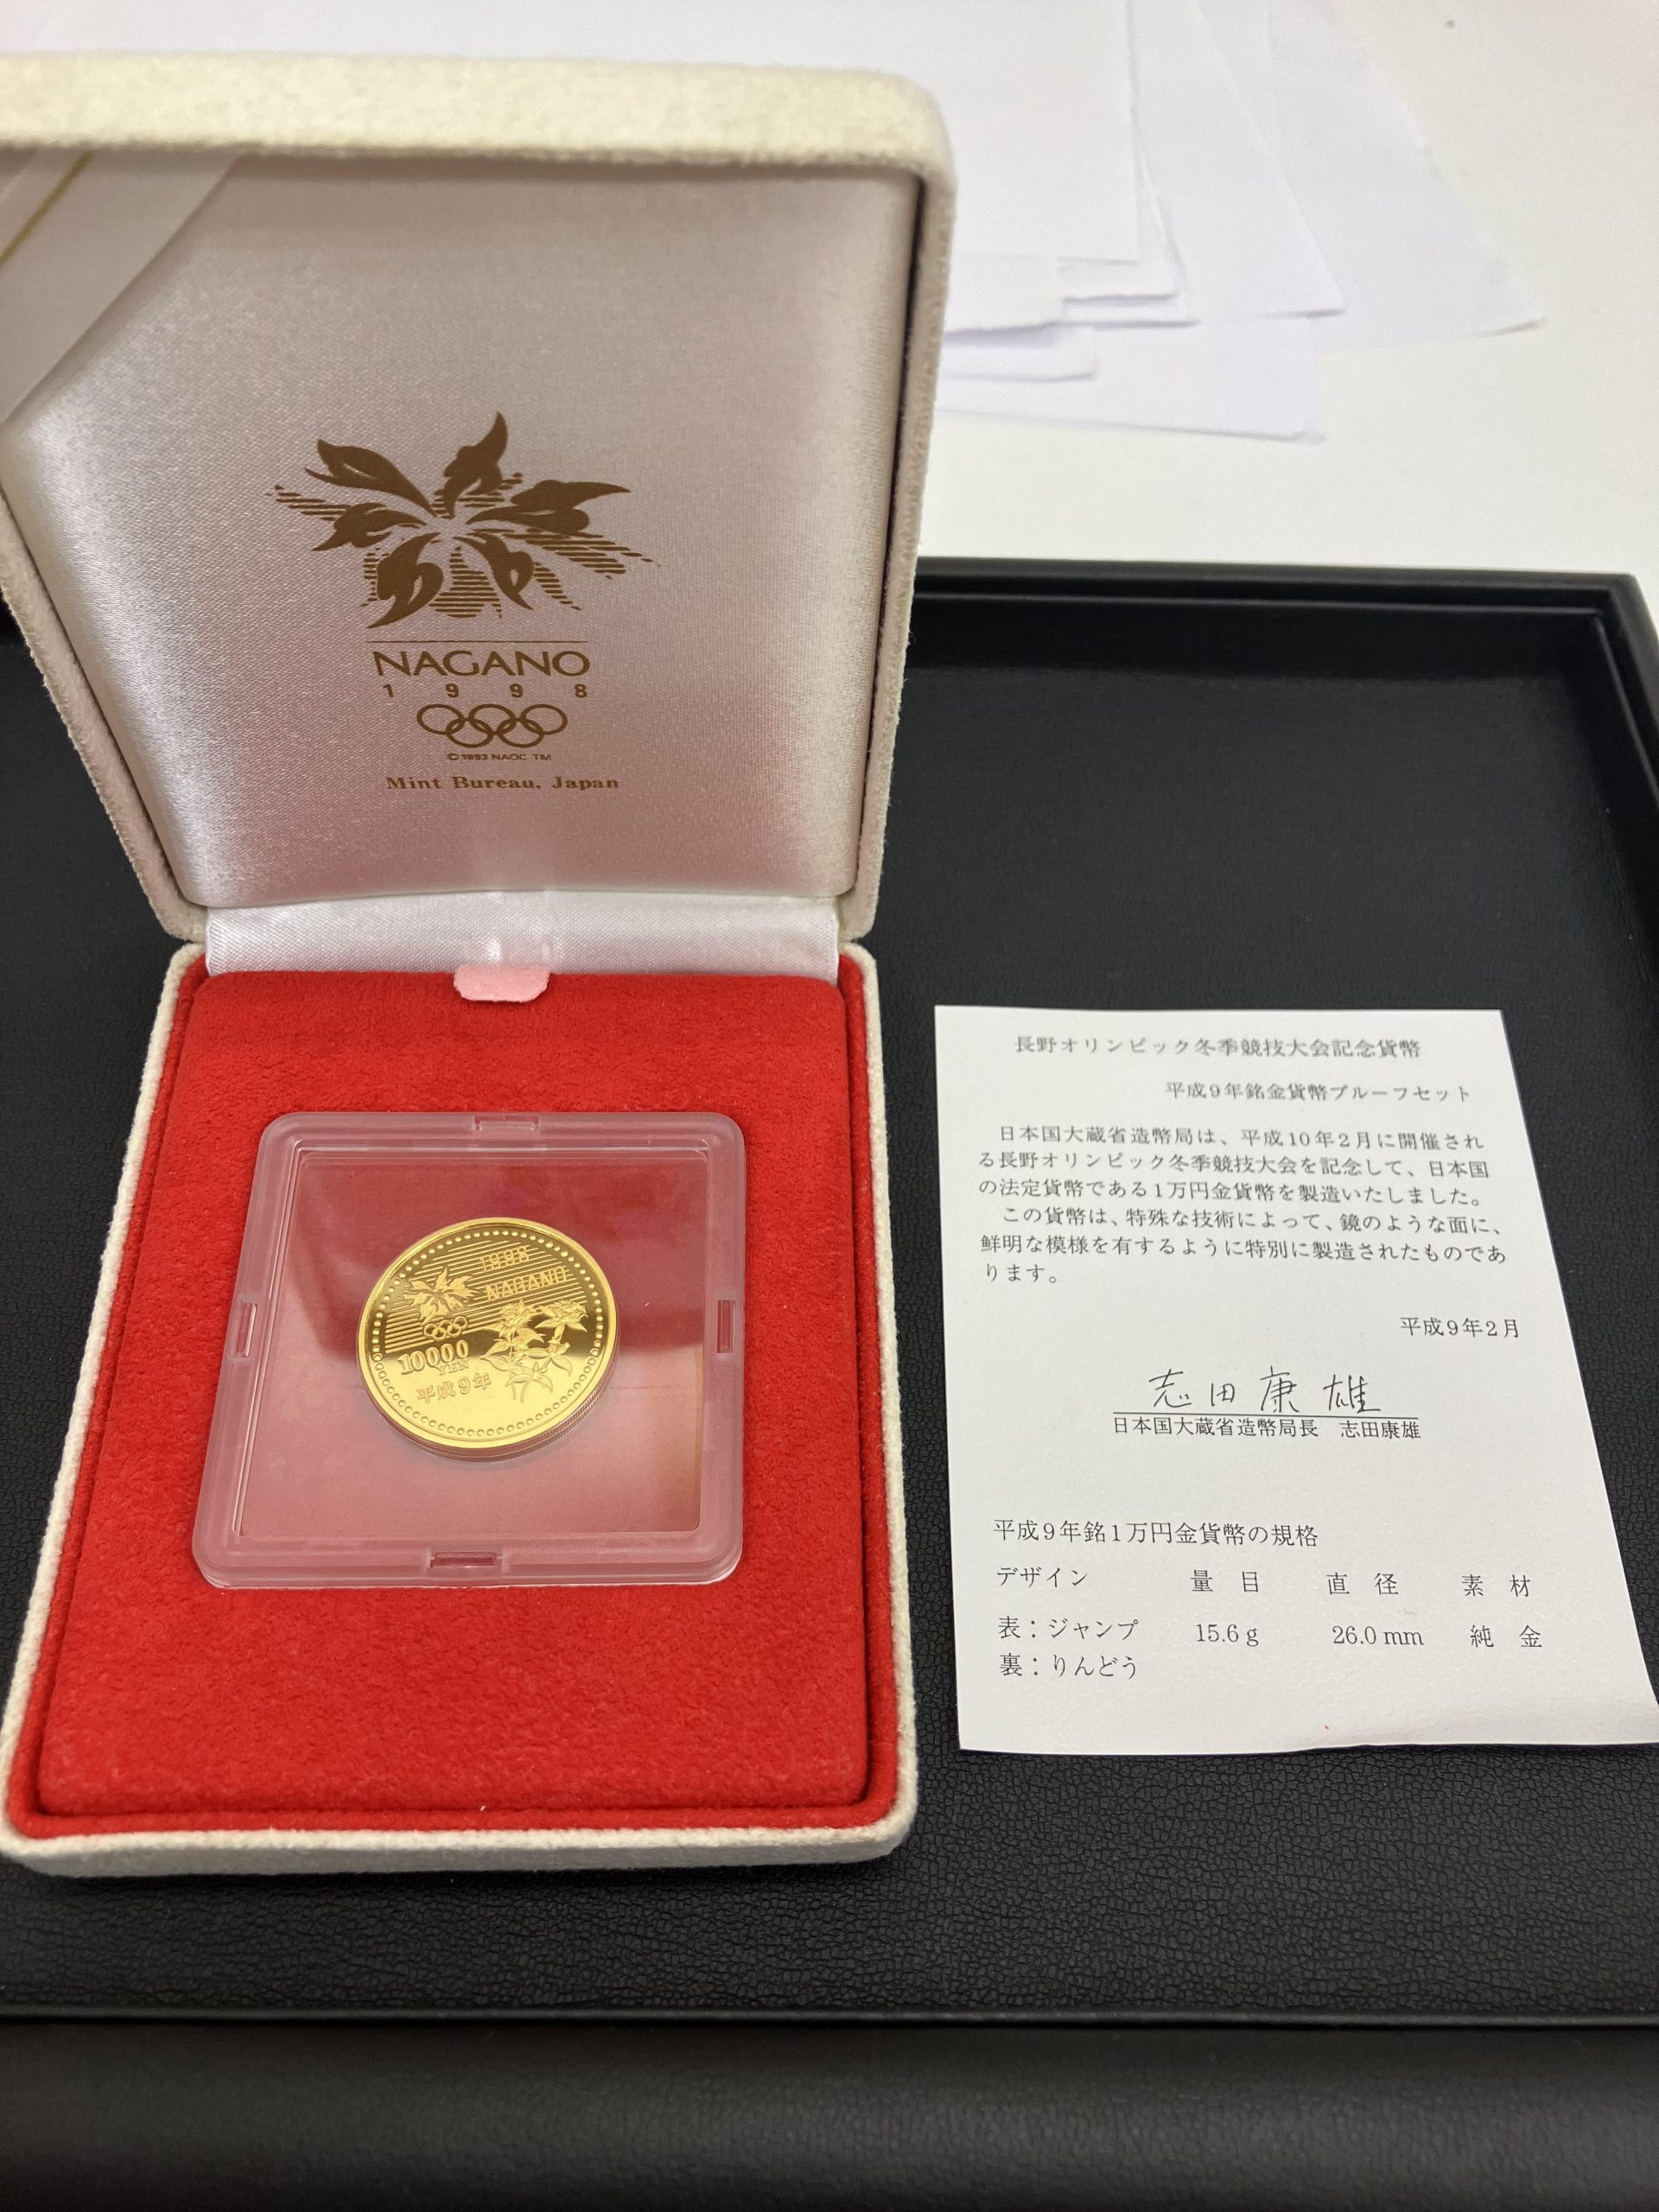 NAGANO
1998
©1993 NAOC TM
Mint Bureau, Japan
1998
NAGANO
10000
YEN
平成9年
長野オリンピック冬季競技大会記念貨幣
平成9年銘金貨幣プルーフセット
日本国大蔵省造幣局は、平成10年2月に開催され
る長野オリンピック冬季競技大会を記念して、日本国
の法定貨幣である1万円金貨幣を製造いたしました。
この貨幣は、特殊な技術によって、鏡のような面に、
鮮明な模様を有するように特別に製造されたものであ
ります。
平成9年2月
志田康雄
日本国大蔵省造幣局長 志田康雄
平成9年銘1万円金貨幣の規格
デザイン 量目 直径 素材
表：ジャンプ 15.6g 26.0mm 純金
裏：りんどう